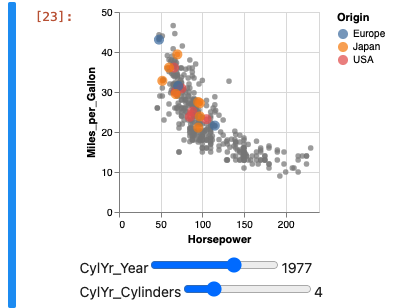 [23]:
50
40
30
20
10
0
Miles_per_Gallon
0 50 100 150 200
Horsepower
Origin
Europe
Japan
USA
CylYr_Year 1977
CylYr_Cylinders 4